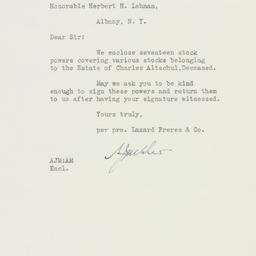 Honorable Herbert H. Lehman,
Albany, N. Y.
Dear Sir:
We enclose seventeen stock
powers covering various stocks belonging
to the Estate of Charles Altschul,Deceased.
May we ask you to be kind
enough to sign these powers and return them
to us after having your signature witnessed.
Yours truly,
per pro. Lazard Freres & Co.
AJM:AM
Encl.